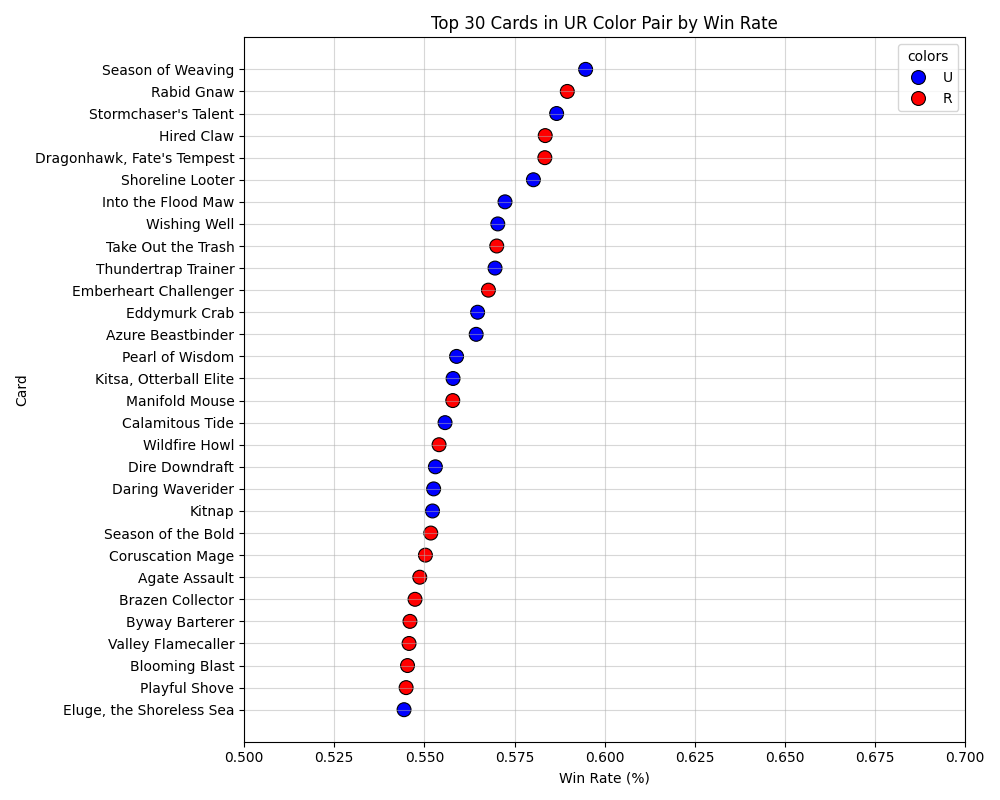 Top 30 Cards in UR Color Pair by Win Rate
colors
U
R
Card
Season of Weaving
Rabid Gnaw
Stormchaser's Talent
Hired Claw
Dragonhawk, Fate's Tempest
Shoreline Looter
Into the Flood Maw
Wishing Well
Take Out the Trash
Thundertrap Trainer
Emberheart Challenger
Eddymurk Crab
Azure Beastbinder
Pearl of Wisdom
Kitsa, Otterball Elite
Manifold Mouse
Calamitous Tide
Wildfire Howl
Dire Downdraft
Daring Waverider
Kitnap
Season of the Bold
Coruscation Mage
Agate Assault
Brazen Collector
Byway Barterer
Valley Flamecaller
Blooming Blast
Playful Shove
Eluge, the Shoreless Sea
0.500 0.525 0.550 0.575 0.600 0.625 0.650 0.675 0.700
Win Rate (%)